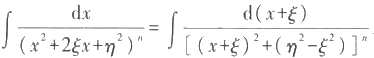 ∫ dx / (x²+2ξx+η²)ⁿ = ∫ d(x+ξ) / [(x+ξ)²+(η²-ξ²)]ⁿ